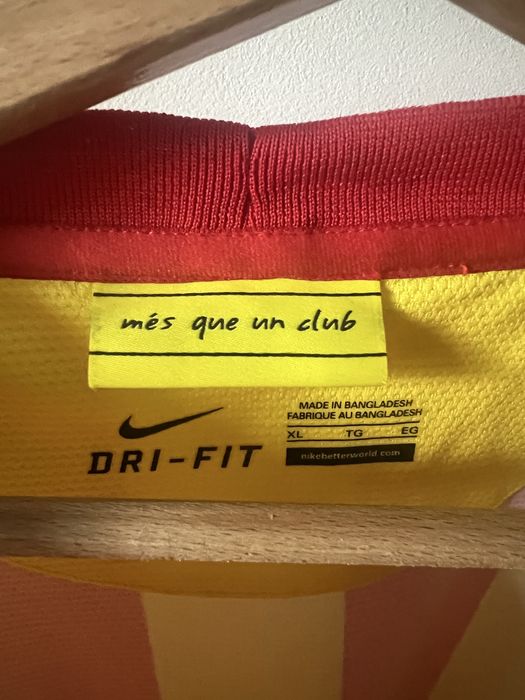 més que un club
DRI-FIT
MADE IN BANGLADESH
FABRIQUE AU BANGLADESH
XL TG EG
nikebetterworld.com